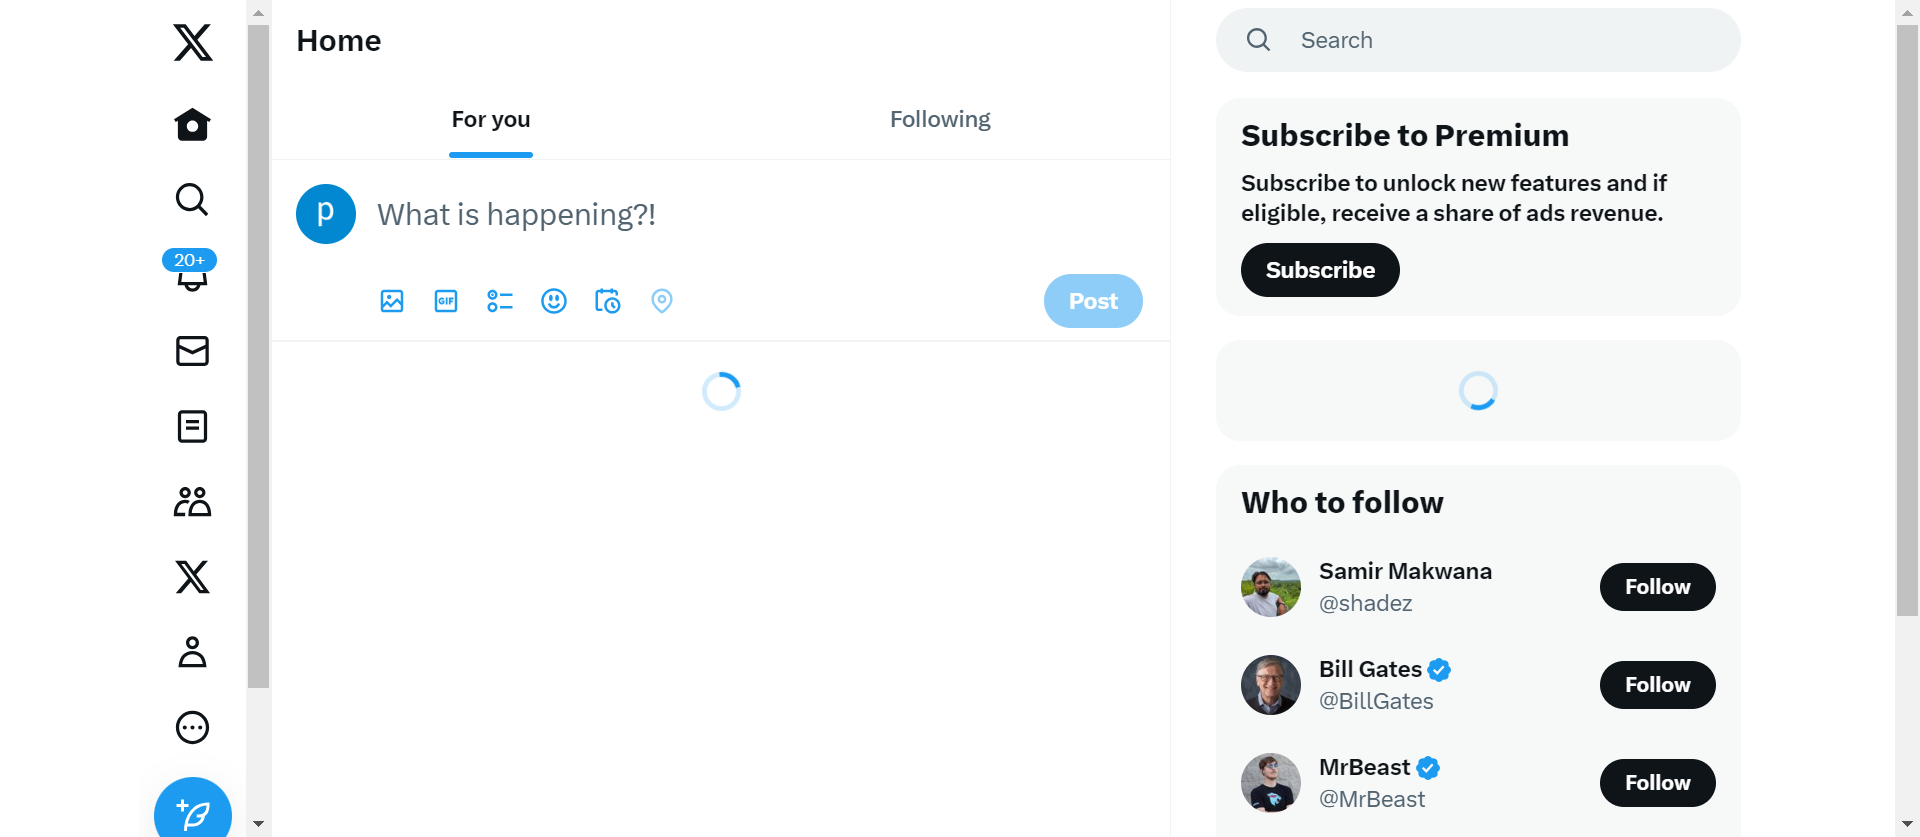 Home
For you
Following
p
What is happening?!
GIF
Post
20+
Search
Subscribe to Premium
Subscribe to unlock new features and if
eligible, receive a share of ads revenue.
Subscribe
Who to follow
Samir Makwana
@shadez
Follow
Bill Gates
@BillGates
Follow
MrBeast
@MrBeast
Follow